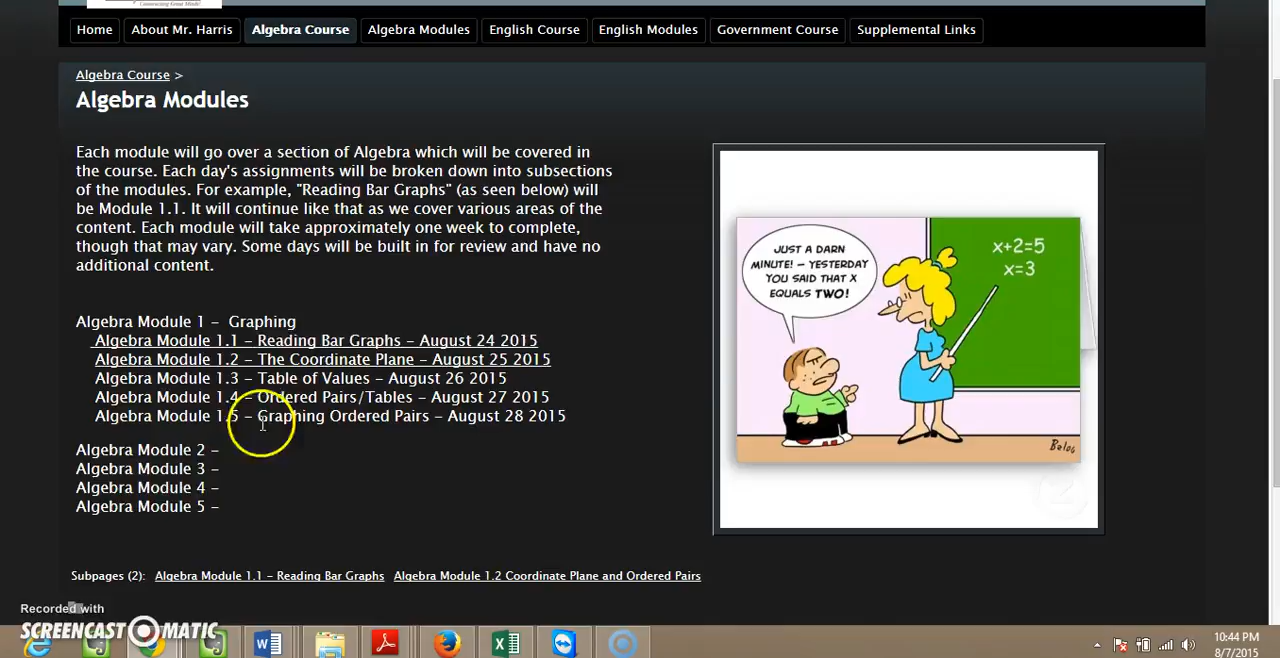 Connecting Great Minds!
Home About Mr. Harris Algebra Course Algebra Modules English Course English Modules Government Course Supplemental Links
Algebra Course >
Algebra Modules
Each module will go over a section of Algebra which will be covered in
the course. Each day's assignments will be broken down into subsections
of the modules. For example, "Reading Bar Graphs" (as seen below) will
be Module 1.1. It will continue like that as we cover various areas of the
content. Each module will take approximately one week to complete,
though that may vary. Some days will be built in for review and have no
additional content.
JUST A DARN
MINUTE! – YESTERDAY
YOU SAID THAT X
EQUALS TWO!
x+2=5
x=3
Balog
Algebra Module 1 – Graphing
Algebra Module 1.1 – Reading Bar Graphs – August 24 2015
Algebra Module 1.2 – The Coordinate Plane – August 25 2015
Algebra Module 1.3 – Table of Values – August 26 2015
Algebra Module 1.4 – Ordered Pairs/Tables – August 27 2015
Algebra Module 1.5 – Graphing Ordered Pairs – August 28 2015
Algebra Module 2 –
Algebra Module 3 –
Algebra Module 4 –
Algebra Module 5 –
Subpages (2): Algebra Module 1.1 – Reading Bar Graphs Algebra Module 1.2 Coordinate Plane and Ordered Pairs
Recorded with
SCREENCAST MATIC
10:44 PM
8/7/2015